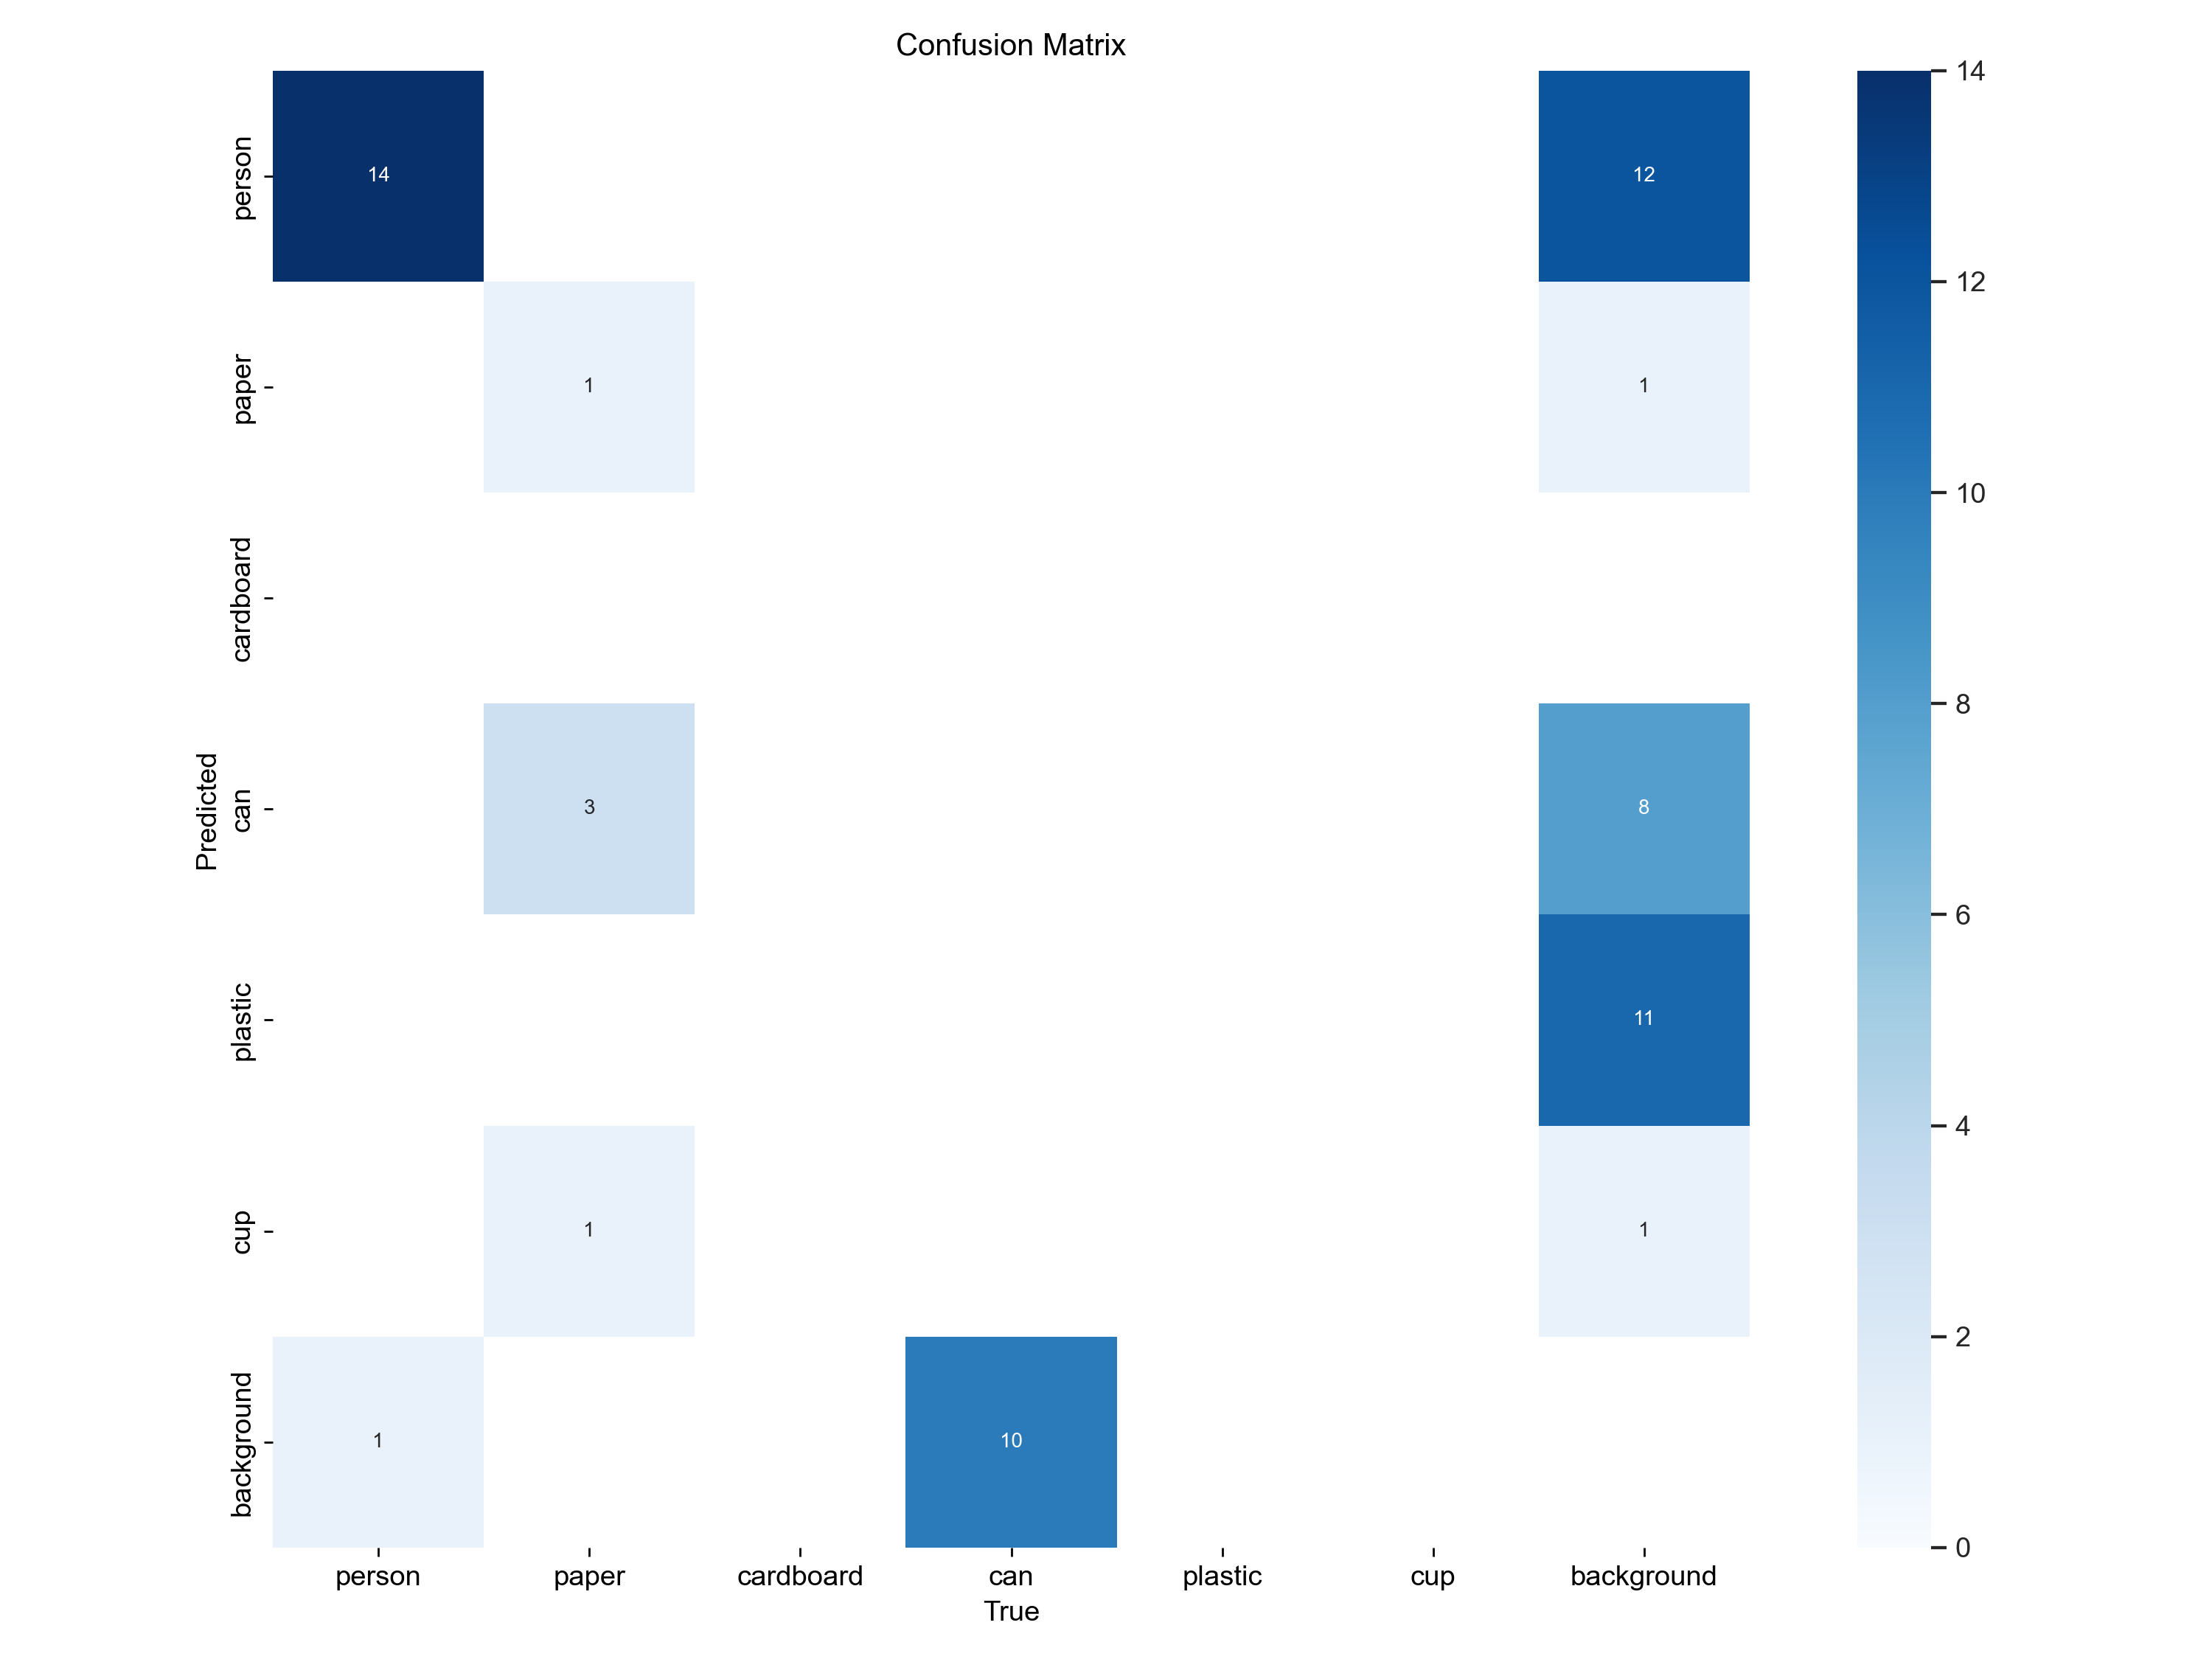 Confusion Matrix
person
14
12
paper
1
1
cardboard
can
3
8
plastic
11
cup
1
1
background
1
10
Predicted
person
paper
cardboard
can
plastic
cup
background
True
14
12
10
8
6
4
2
0